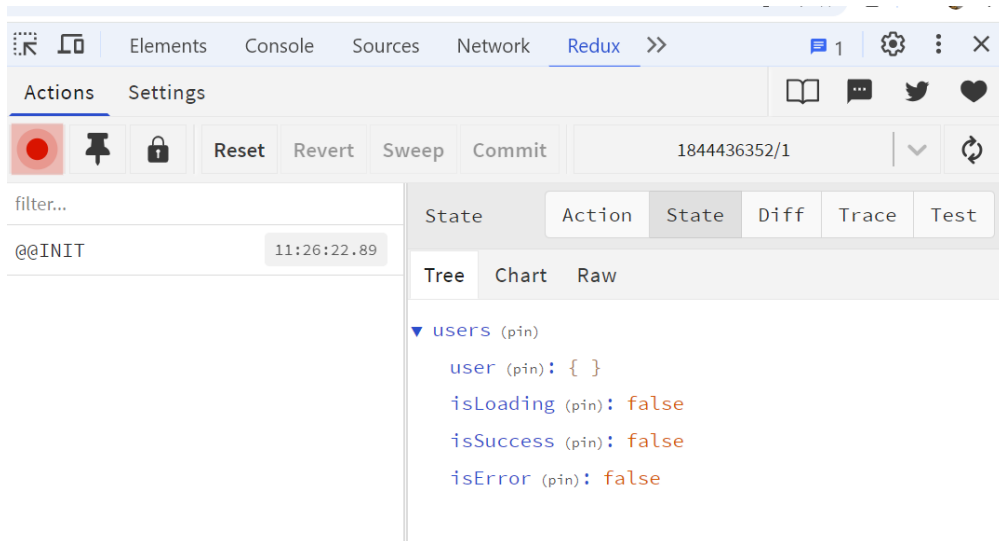 Elements Console Sources Network Redux 1
Actions Settings
Reset Revert Sweep Commit 1844436352/1
filter...
State Action State Diff Trace Test
@@INIT 11:26:22.89
Tree Chart Raw
users (pin)
user (pin): { }
isLoading (pin): false
isSuccess (pin): false
isError (pin): false